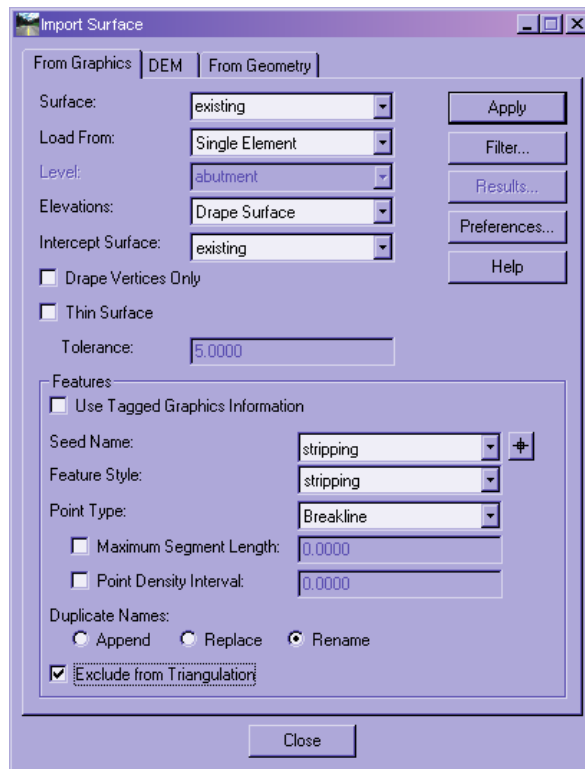 Import Surface
From Graphics DEM From Geometry
Surface: existing Apply
Load From: Single Element Filter...
Level: abutment Results...
Elevations: Drape Surface Preferences...
Intercept Surface: existing Help
Drape Vertices Only
Thin Surface
Tolerance: 5.0000
Features
Use Tagged Graphics Information
Seed Name: stripping
Feature Style: stripping
Point Type: Breakline
Maximum Segment Length: 0.0000
Point Density Interval: 0.0000
Duplicate Names:
Append Replace Rename
Exclude from Triangulation
Close